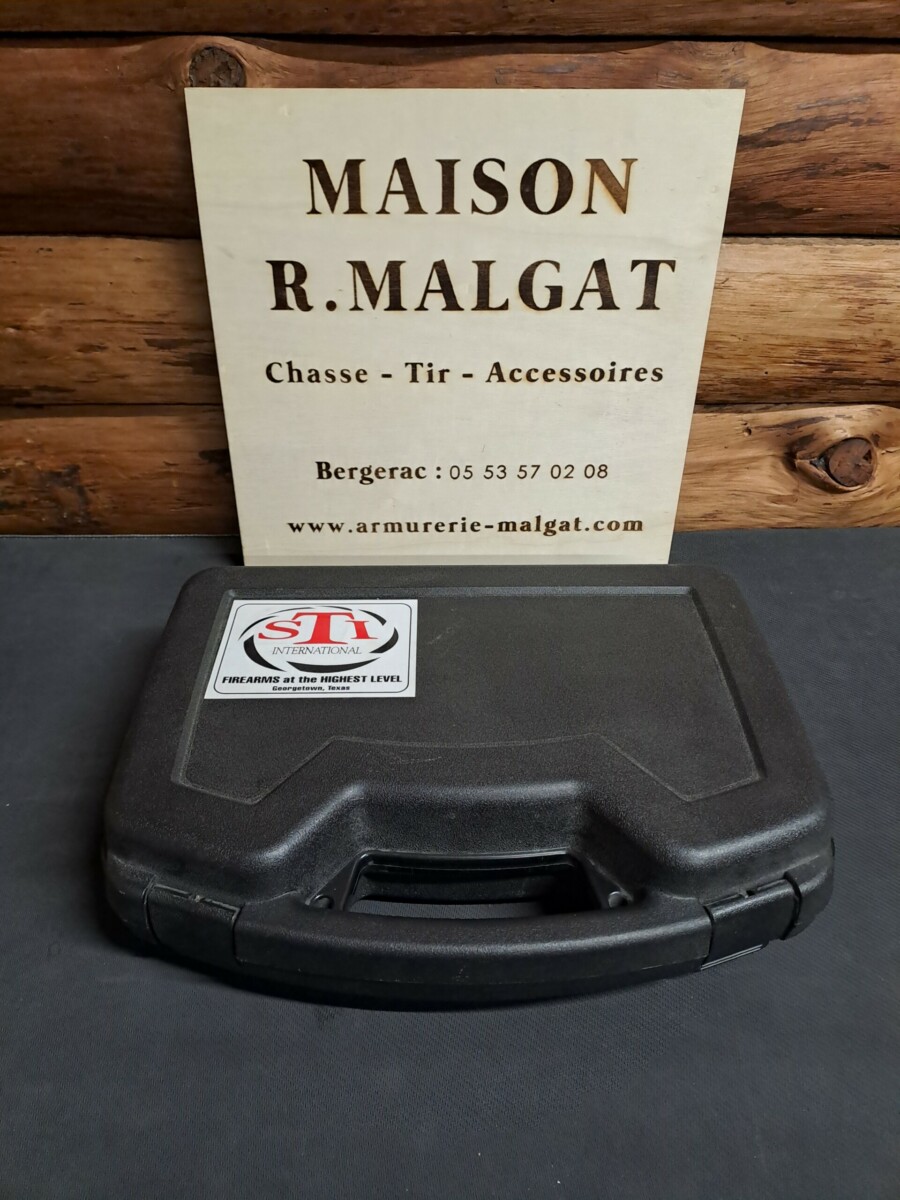 MAISON
R.MALGAT
Chasse - Tir - Accessoires
Bergerac : 05 53 57 02 08
www.armurerie-malgat.com
STI
INTERNATIONAL
FIREARMS at the HIGHEST LEVEL
Georgetown, Texas